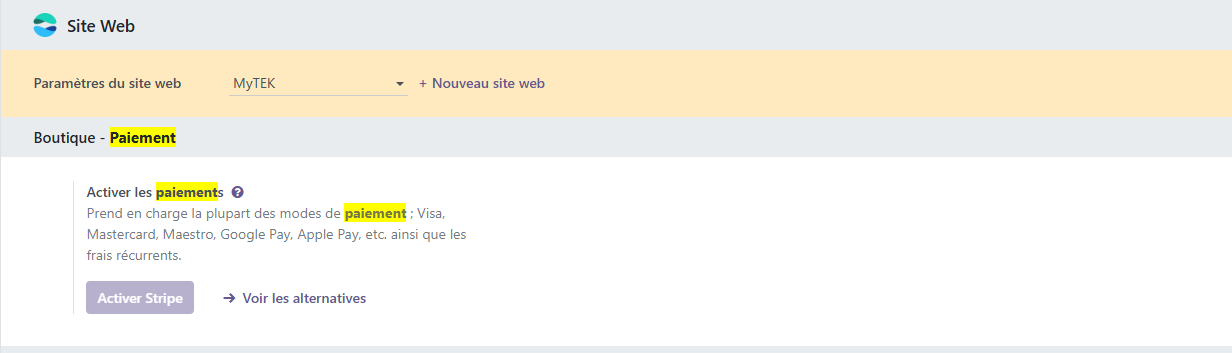 Site Web
Paramètres du site web MyTEK + Nouveau site web
Boutique - Paiement
Activer les paiements ?
Prend en charge la plupart des modes de paiement ; Visa,
Mastercard, Maestro, Google Pay, Apple Pay, etc. ainsi que les
frais récurrents.
Activer Stripe → Voir les alternatives